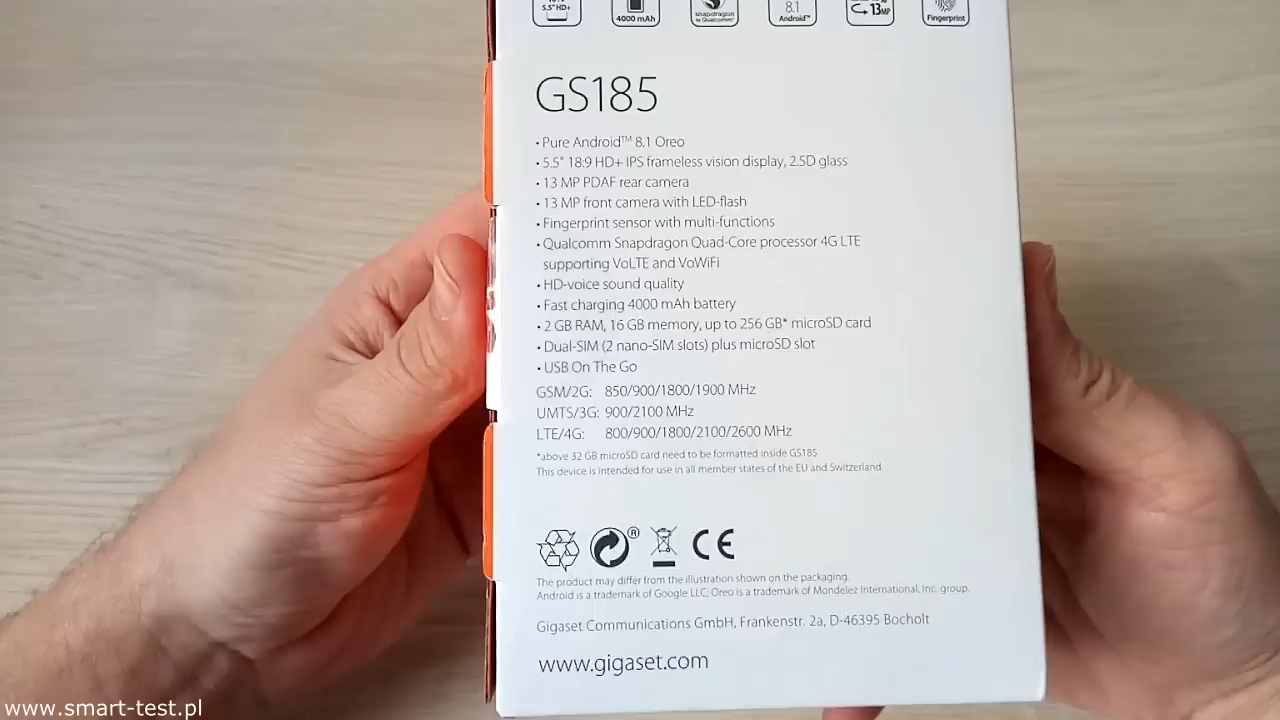 5.5" HD+
4000 mAh
snapdragon
by Qualcomm®
8.1
Android™
13MP
Fingerprint
GS185
• Pure Android™ 8.1 Oreo
• 5.5" 18:9 HD+ IPS frameless vision display, 2.5D glass
• 13 MP PDAF rear camera
• 13 MP front camera with LED-flash
• Fingerprint sensor with multi-functions
• Qualcomm Snapdragon Quad-Core processor 4G LTE
supporting VoLTE and VoWiFi
• HD-voice sound quality
• Fast charging 4000 mAh battery
• 2 GB RAM, 16 GB memory, up to 256 GB* microSD card
• Dual-SIM (2 nano-SIM slots) plus microSD slot
• USB On The Go
GSM/2G: 850/900/1800/1900 MHz
UMTS/3G: 900/2100 MHz
LTE/4G: 800/900/1800/2100/2600 MHz
*above 32 GB microSD card need to be formatted inside GS185
This device is intended for use in all member states of the EU and Switzerland.
®
CE
The product may differ from the illustration shown on the packaging.
Android is a trademark of Google LLC; Oreo is a trademark of Mondelez International, Inc. group.
Gigaset Communications GmbH, Frankenstr. 2a, D-46395 Bocholt
www.gigaset.com
www.smart-test.pl